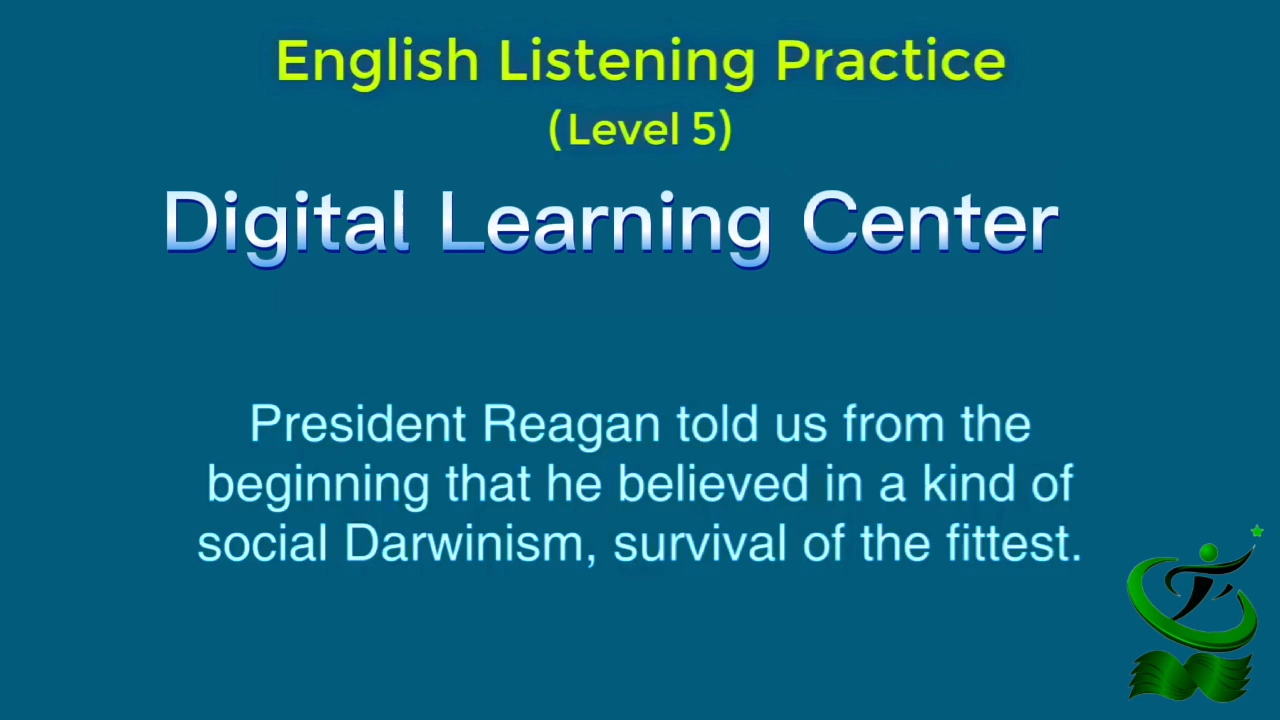 English Listening Practice
(Level 5)
Digital Learning Center
President Reagan told us from the
beginning that he believed in a kind of
social Darwinism, survival of the fittest.